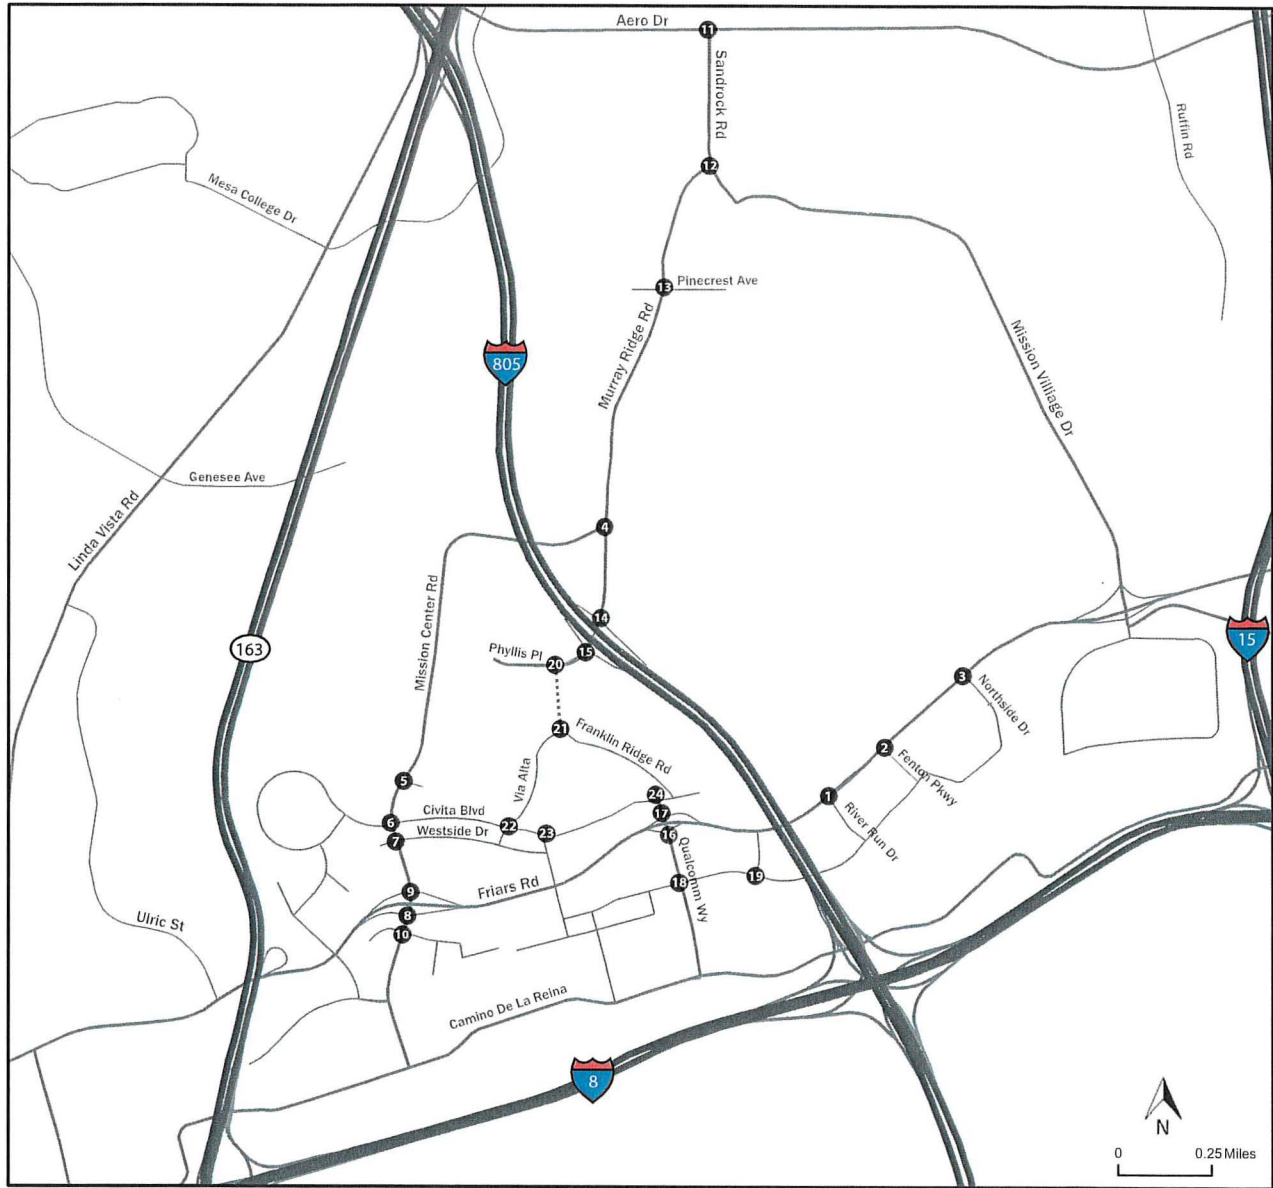 Aero Dr
11
Sandrock Rd
Ruffin Rd
12
Mesa College Dr
13
Pinecrest Ave
Murray Ridge Rd
Mission Villiage Dr
805
Genesee Ave
Linda Vista Rd
4
Mission Center Rd
14
15
163
Phyllis Pl
20
15
3
Northside Dr
21
Franklin Ridge Rd
2
Fenton Pkwy
5
Via Alta
24
1
River Run Dr
6
Civita Blvd
22
23
17
7
Westside Dr
16
Qualcomm Wy
9
Friars Rd
18
19
8
10
Ulric St
Camino De La Reina
8
N
0
0.25 Miles